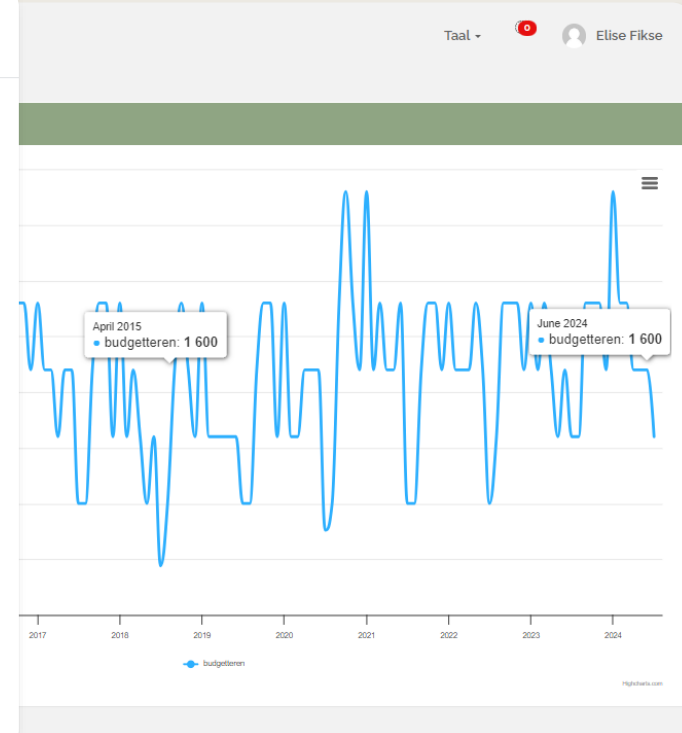 Taal
0
Elise Fikse
April 2015
budgetteren: 1 600
June 2024
budgetteren: 1 600
2017 2018 2019 2020 2021 2022 2023 2024
budgetteren
Highcharts.com